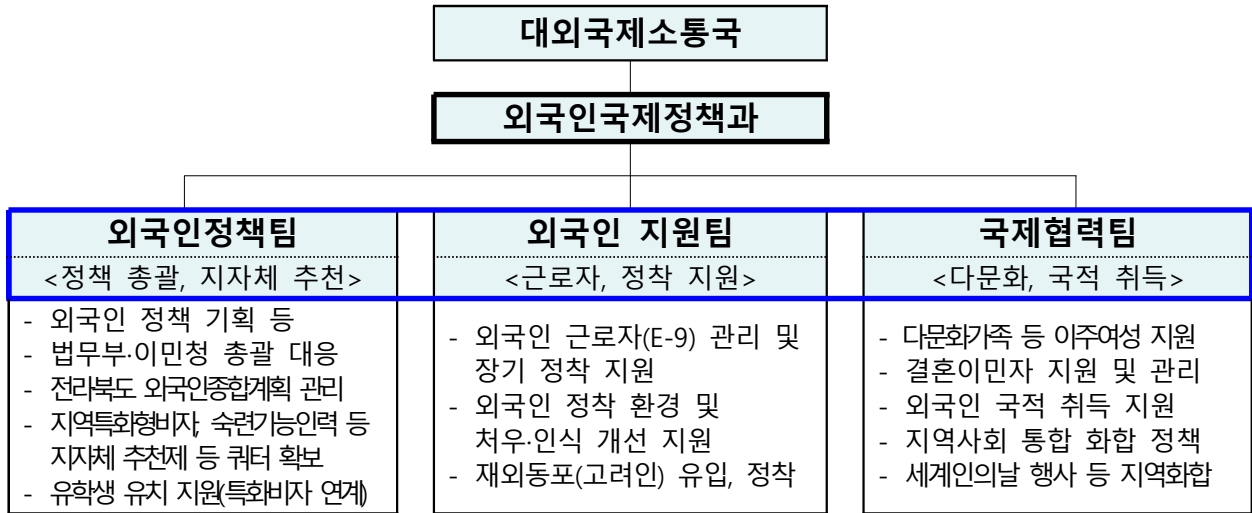 대외국제소통국
외국인국제정책과
외국인정책팀
<정책 총괄, 지자체 추천>
- 외국인 정책 기획 등
- 법무부·이민청 총괄 대응
- 전라북도 외국인종합계획 관리
- 지역특화형비자, 숙련기능인력 등
지자체 추천제 등 쿼터 확보
- 유학생 유치 지원(특화비자 연계)
외국인 지원팀
<근로자, 정착 지원>
- 외국인 근로자(E-9) 관리 및
장기 정착 지원
- 외국인 정착 환경 및
처우·인식 개선 지원
- 재외동포(고려인) 유입, 정착
국제협력팀
<다문화, 국적 취득>
- 다문화가족 등 이주여성 지원
- 결혼이민자 지원 및 관리
- 외국인 국적 취득 지원
- 지역사회 통합 화합 정책
- 세계인의날 행사 등 지역화합